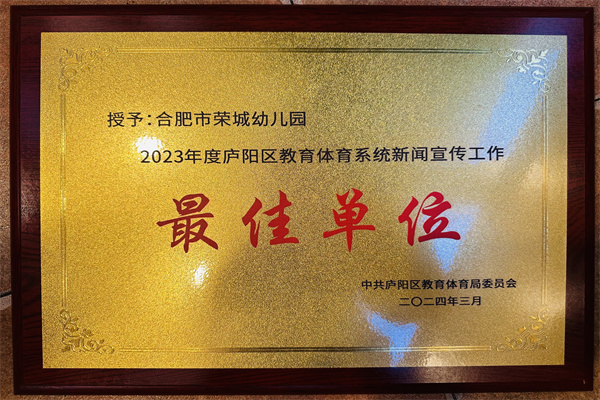 授予：合肥市荣城幼儿园
2023年度庐阳区教育体育系统新闻宣传工作
最佳单位
中共庐阳区教育体育局委员会
二〇二四年三月